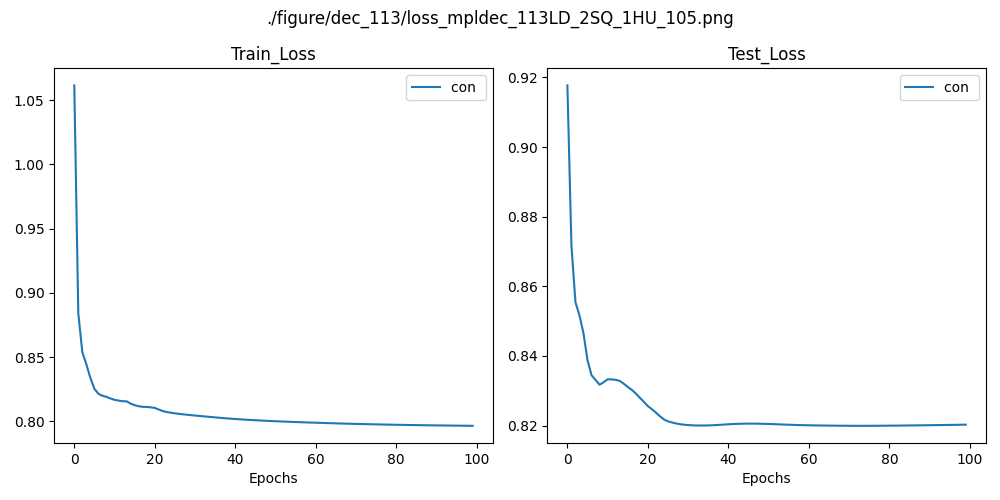 ./figure/dec_113/loss_mpldec_113LD_2SQ_1HU_105.png
Train_Loss
con
1.05
1.00
0.95
0.90
0.85
0.80
0 20 40 60 80 100
Epochs
Test_Loss
con
0.92
0.90
0.88
0.86
0.84
0.82
0 20 40 60 80 100
Epochs